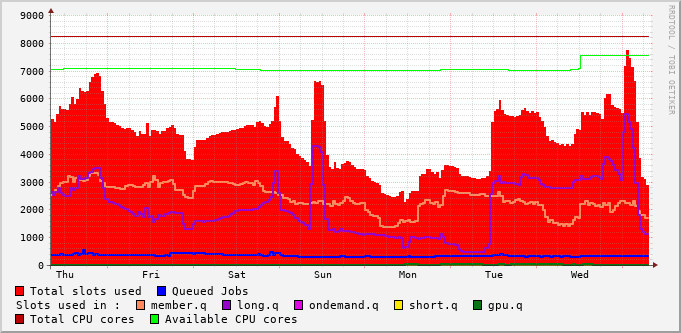 9000
8000
7000
6000
5000
4000
3000
2000
1000
0
Thu Fri Sat Sun Mon Tue Wed
Total slots used Queued Jobs
Slots used in : member.q long.q ondemand.q short.q gpu.q
Total CPU cores Available CPU cores
RRDTOOL / TOBI OETIKER